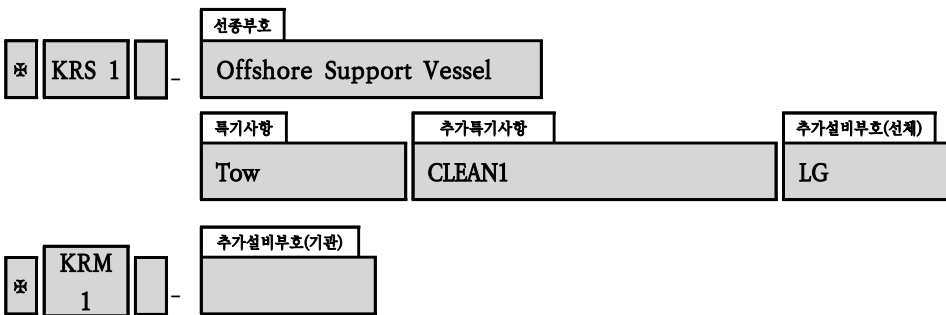 선종부호
✠ KRS 1 - Offshore Support Vessel
특기사항 추가특기사항 추가설비부호(선체)
Tow CLEAN1 LG
추가설비부호(기관)
✠ KRM 1 -